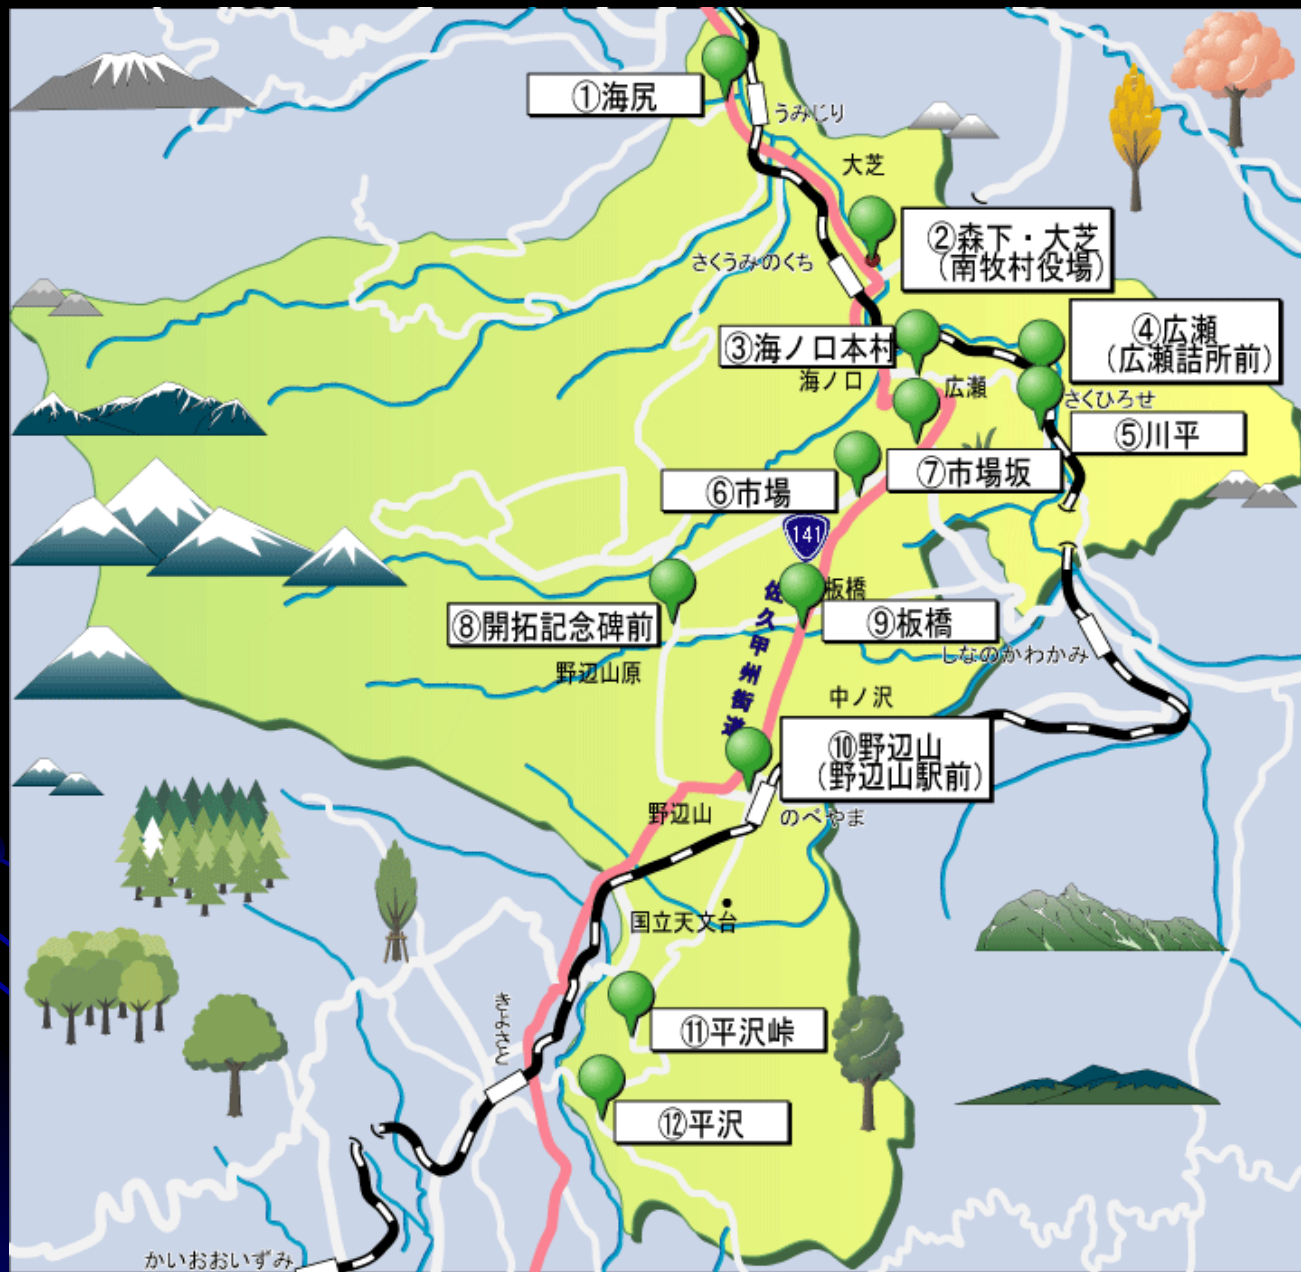 ①海尻
うみじり
大芝
②森下・大芝
(南牧村役場)
さくうみのくち
③海ノ口本村
海ノ口
広瀬
④広瀬
(広瀬詰所前)
さくひろせ
⑤川平
⑦市場坂
⑥市場
141
佐久甲州街道
板橋
⑨板橋
⑧開拓記念碑前
しなのかわかみ
野辺山原
中ノ沢
⑩野辺山
(野辺山駅前)
野辺山
のべやま
国立天文台
きよさと
⑪平沢峠
⑫平沢
かいおおいずみ